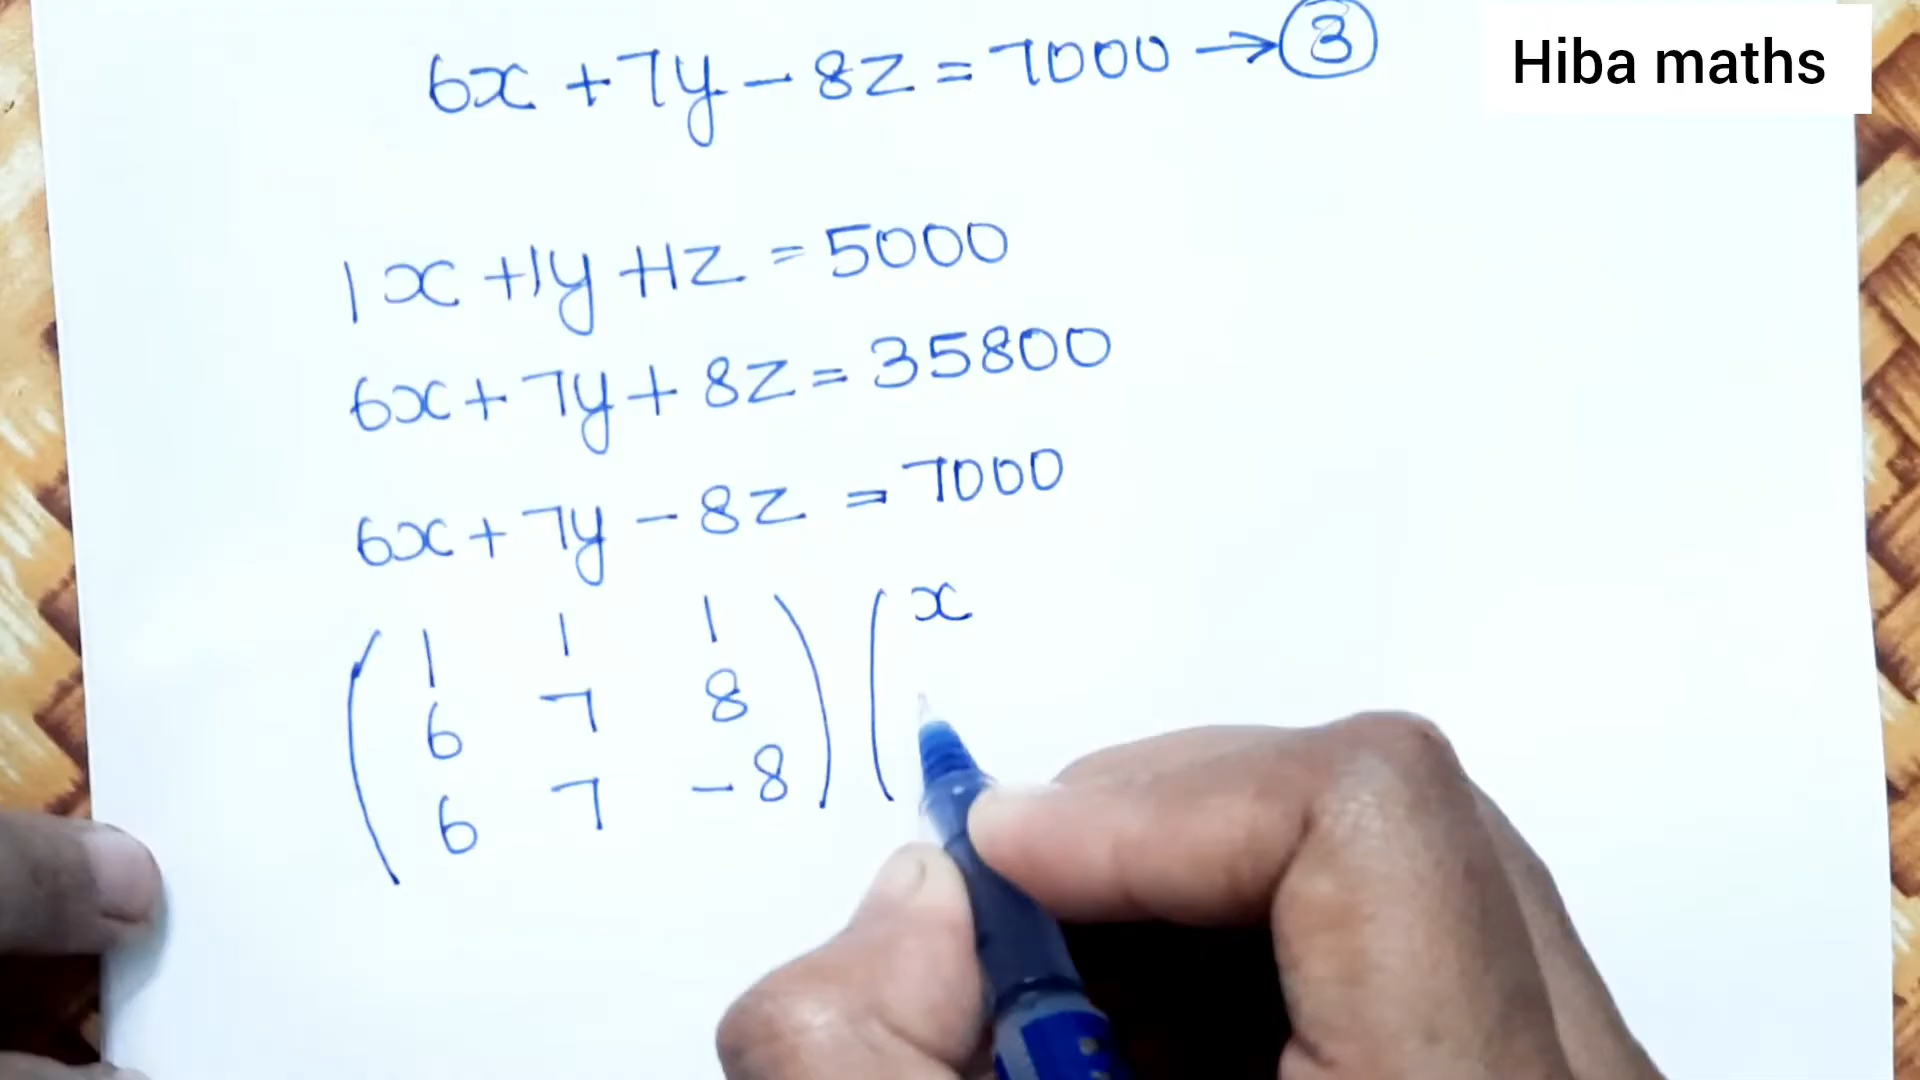 6x + 7y - 8z = 7000 → 3
Hiba maths
1x + 1y + 1z = 5000
6x + 7y + 8z = 35800
6x + 7y - 8z = 7000
( 1 1 1 ) ( x
6 7 8
6 7 -8